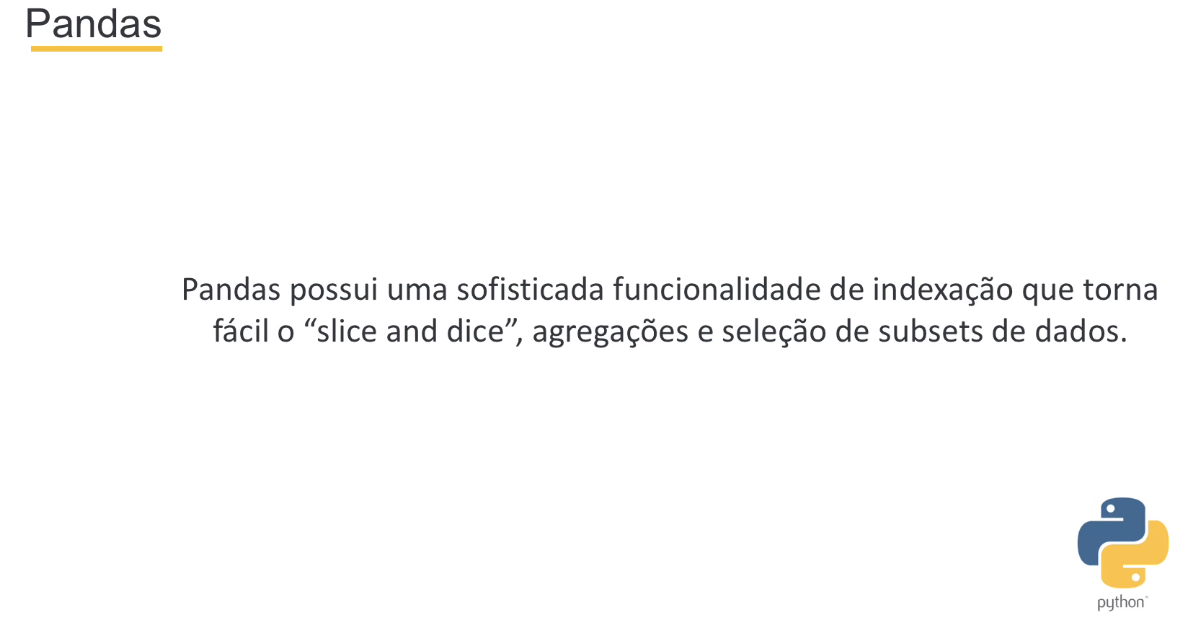 Pandas
Pandas possui uma sofisticada funcionalidade de indexação que torna
fácil o “slice and dice”, agregações e seleção de subsets de dados.
python™